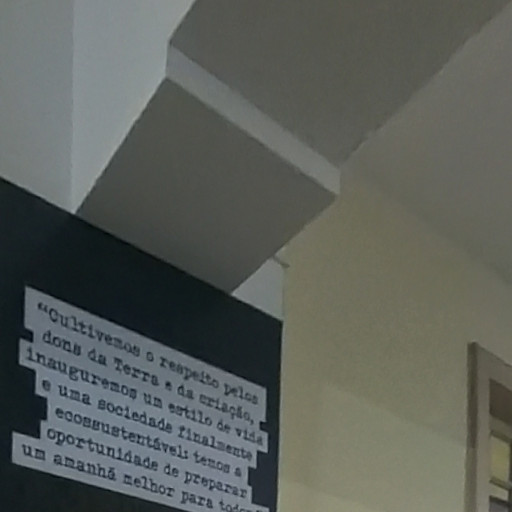 “Cultivemos o respeito pelos
dons da Terra e da criação,
inauguremos um estilo de vida
e uma sociedade finalmente
ecossustentável: temos a
oportunidade de preparar
um amanhã melhor para todos